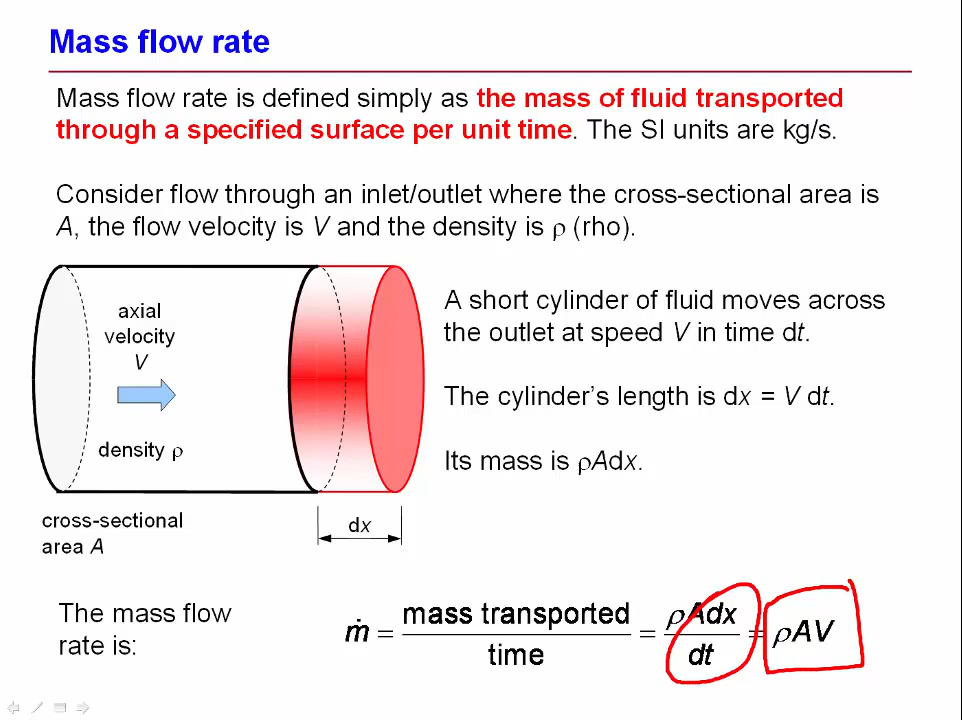 Mass flow rate
Mass flow rate is defined simply as the mass of fluid transported
through a specified surface per unit time. The SI units are kg/s.
Consider flow through an inlet/outlet where the cross-sectional area is
A, the flow velocity is V and the density is ρ (rho).
axial
velocity
V
density ρ
cross-sectional
area A
dx
A short cylinder of fluid moves across
the outlet at speed V in time dt.
The cylinder's length is dx = V dt.
Its mass is ρAdx.
The mass flow
rate is:
ṁ = mass transported / time = ρAdx / dt = ρAV